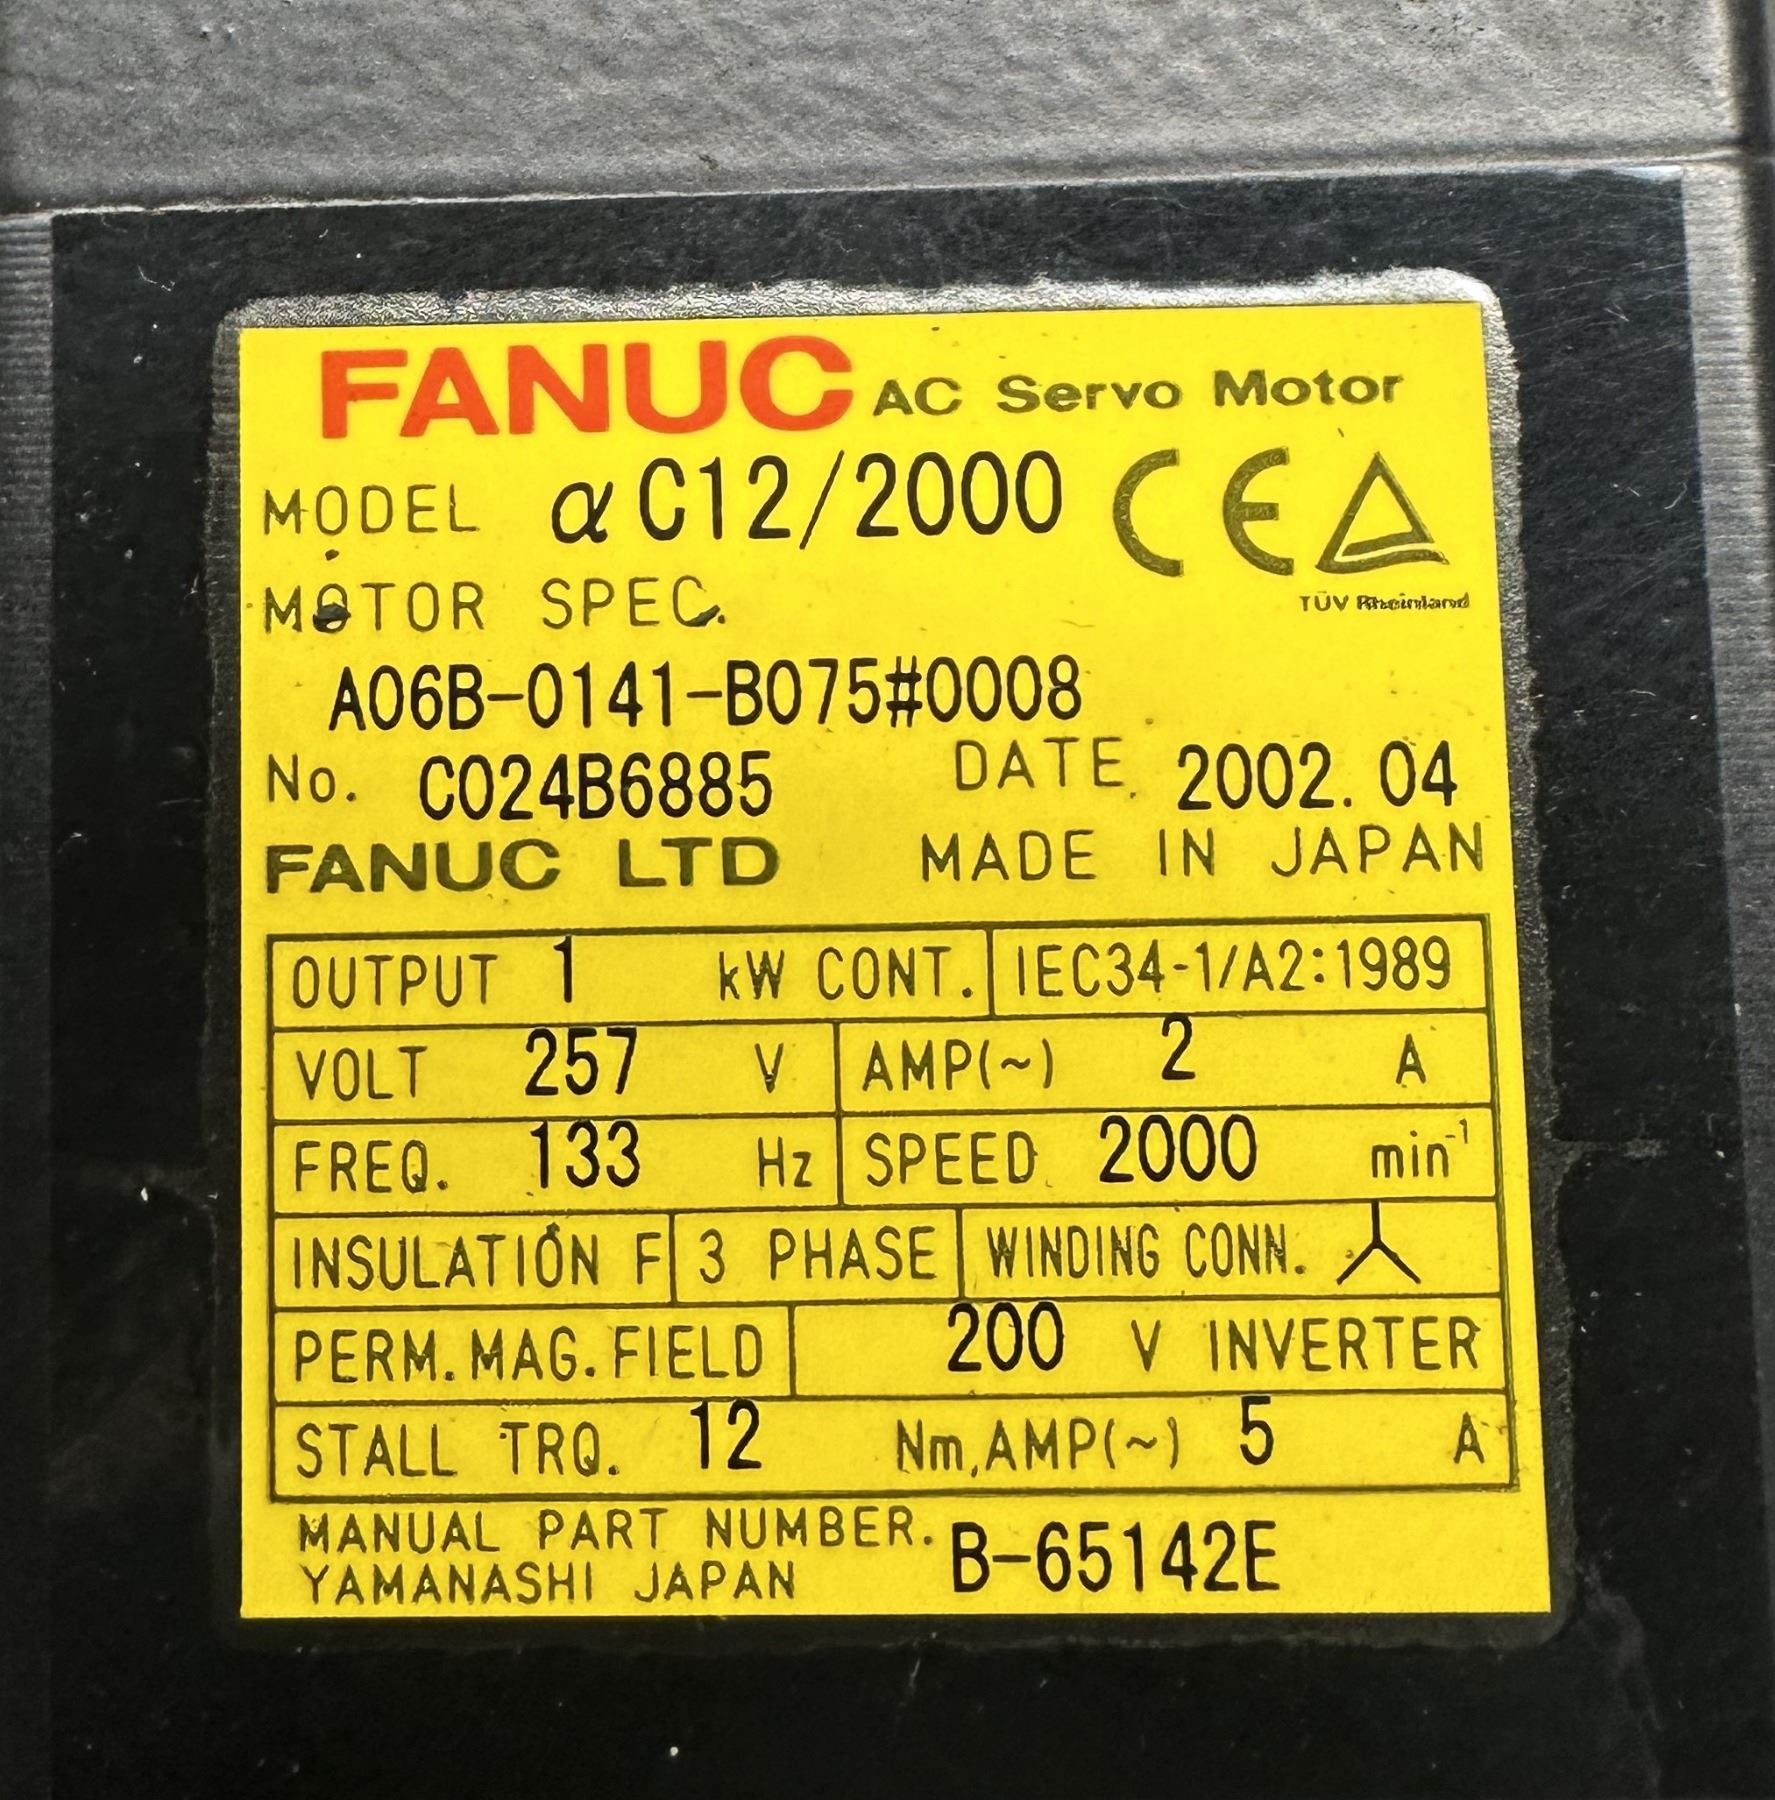 FANUC AC Servo Motor
MODEL α C12/2000 CE
TÜV Rheinland
MOTOR SPEC.
A06B-0141-B075#0008
No. C024B6885 DATE. 2002.04
FANUC LTD MADE IN JAPAN
OUTPUT 1 kW CONT. IEC34-1/A2:1989
VOLT 257 V AMP(~) 2 A
FREQ. 133 Hz SPEED 2000 min⁻¹
INSULATION F 3 PHASE WINDING CONN.
PERM.MAG.FIELD 200 V INVERTER
STALL TRQ. 12 Nm,AMP(~) 5 A
MANUAL PART NUMBER. B-65142E
YAMANASHI JAPAN